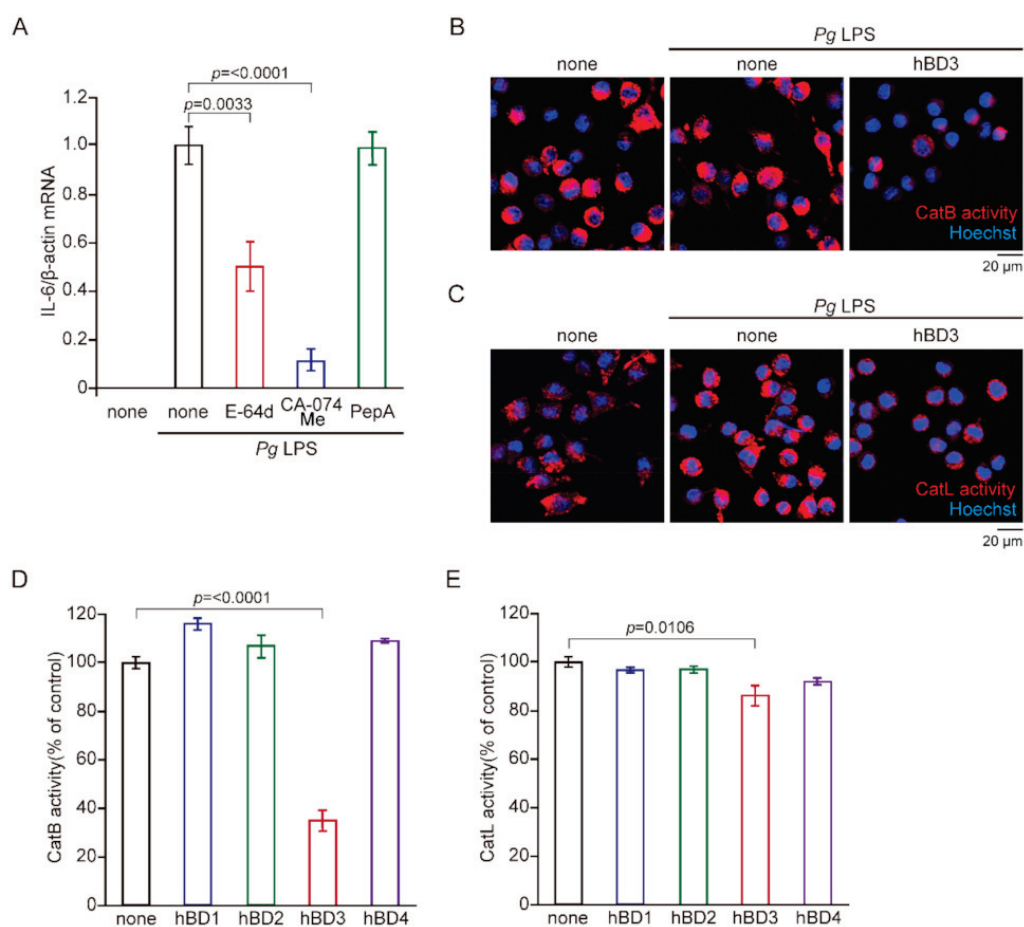 A
p=<0.0001
p=0.0033
IL-6/β-actin mRNA
1.2
1.0
0.8
0.6
0.4
0.2
0
none
none
E-64d
CA-074
Me
PepA
Pg LPS
B
Pg LPS
none
none
hBD3
CatB activity
Hoechst
20 μm
C
Pg LPS
none
none
hBD3
CatL activity
Hoechst
20 μm
D
p=<0.0001
CatB activity(% of control)
120
100
80
60
40
20
0
none
hBD1
hBD2
hBD3
hBD4
E
p=0.0106
CatL activity(% of control)
120
100
80
60
40
20
0
none
hBD1
hBD2
hBD3
hBD4